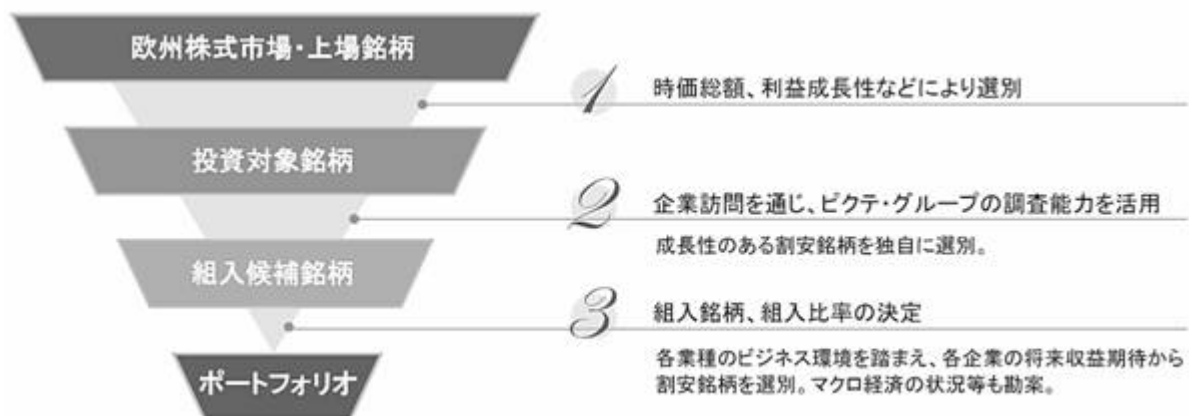 欧州株式市場・上場銘柄
1 時価総額、利益成長性などにより選別
投資対象銘柄
2 企業訪問を通じ、ピクテ・グループの調査能力を活用
成長性のある割安銘柄を独自に選別。
組入候補銘柄
3 組入銘柄、組入比率の決定
各業種のビジネス環境を踏まえ、各企業の将来収益期待から
割安銘柄を選別。マクロ経済の状況等も勘案。
ポートフォリオ